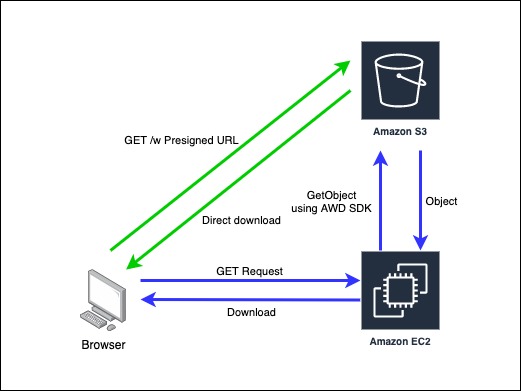 Amazon S3
GET /w Presigned URL
GetObject
using AWD SDK
Object
Direct download
GET Request
Download
Browser
Amazon EC2